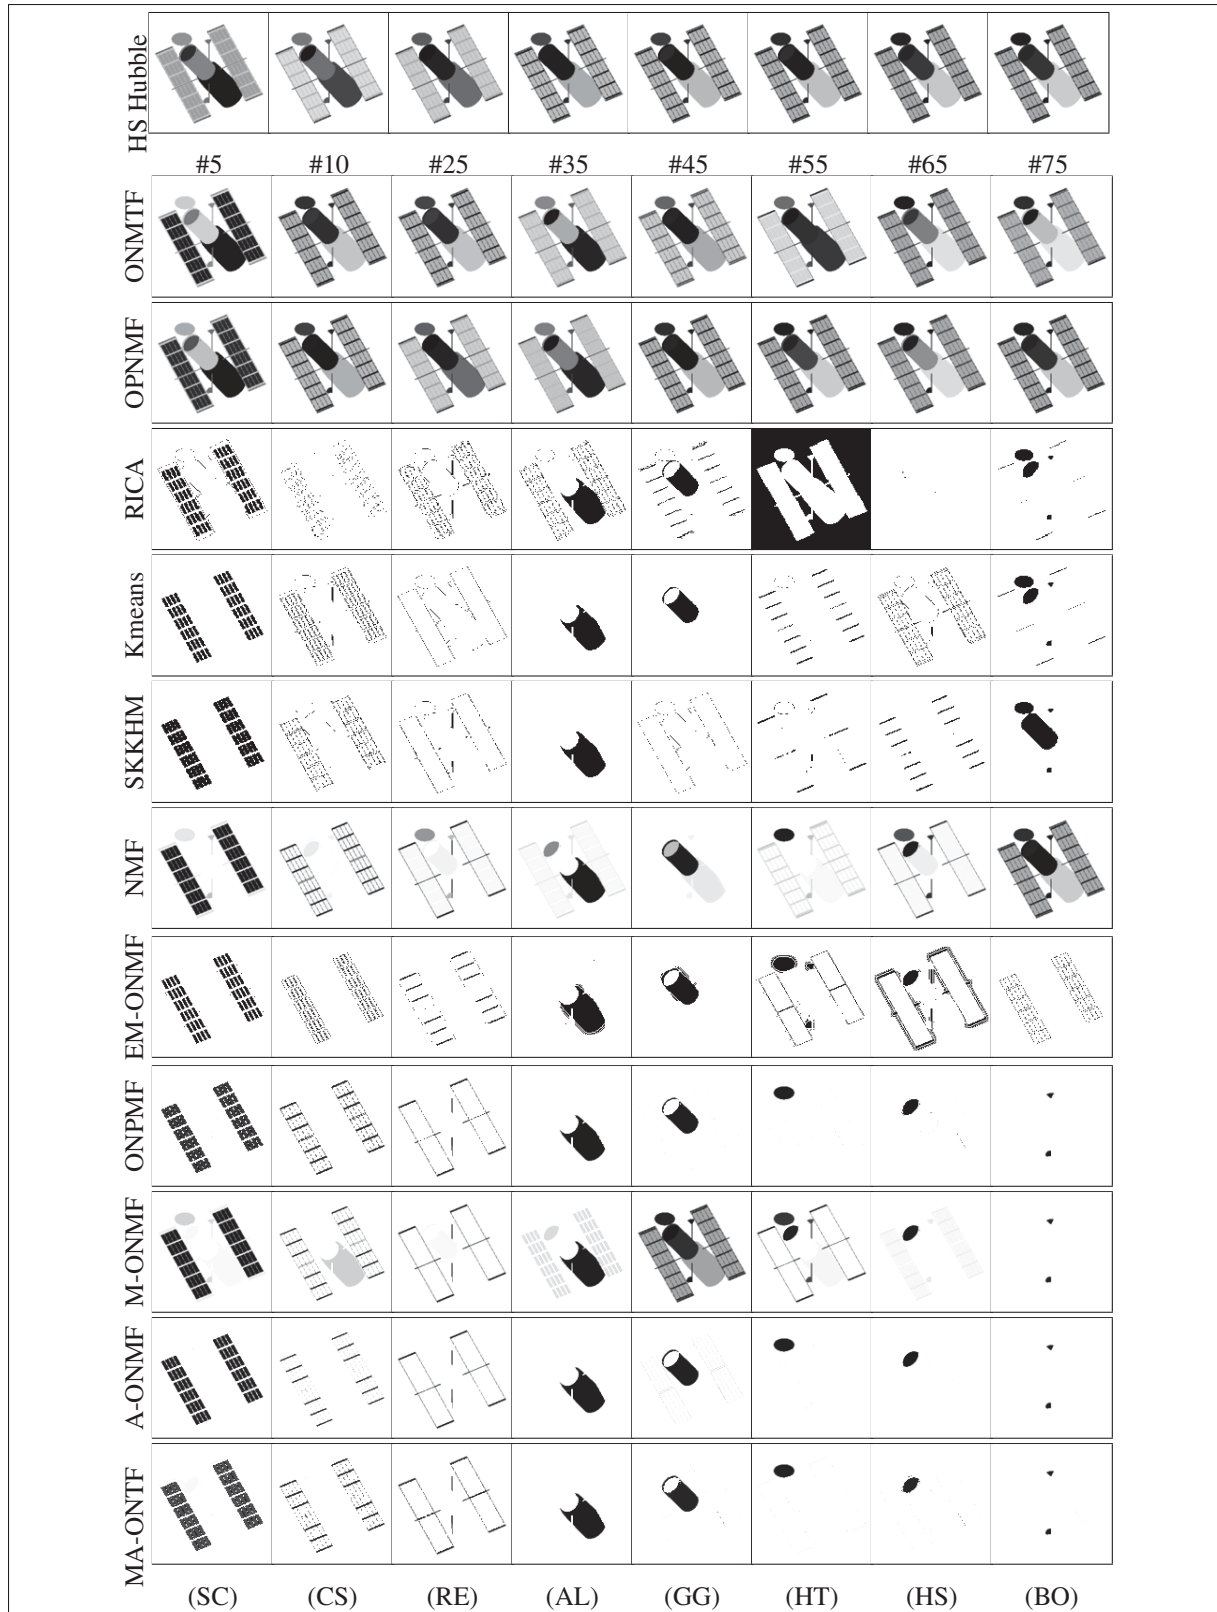 HS Hubble
#5 #10 #25 #35 #45 #55 #65 #75
ONMTF
OPNMF
RICA
Kmeans
SKKHM
NMF
EM-ONMF
ONPMF
M-ONMF
A-ONMF
MA-ONTF
(SC) (CS) (RE) (AL) (GG) (HT) (HS) (BO)